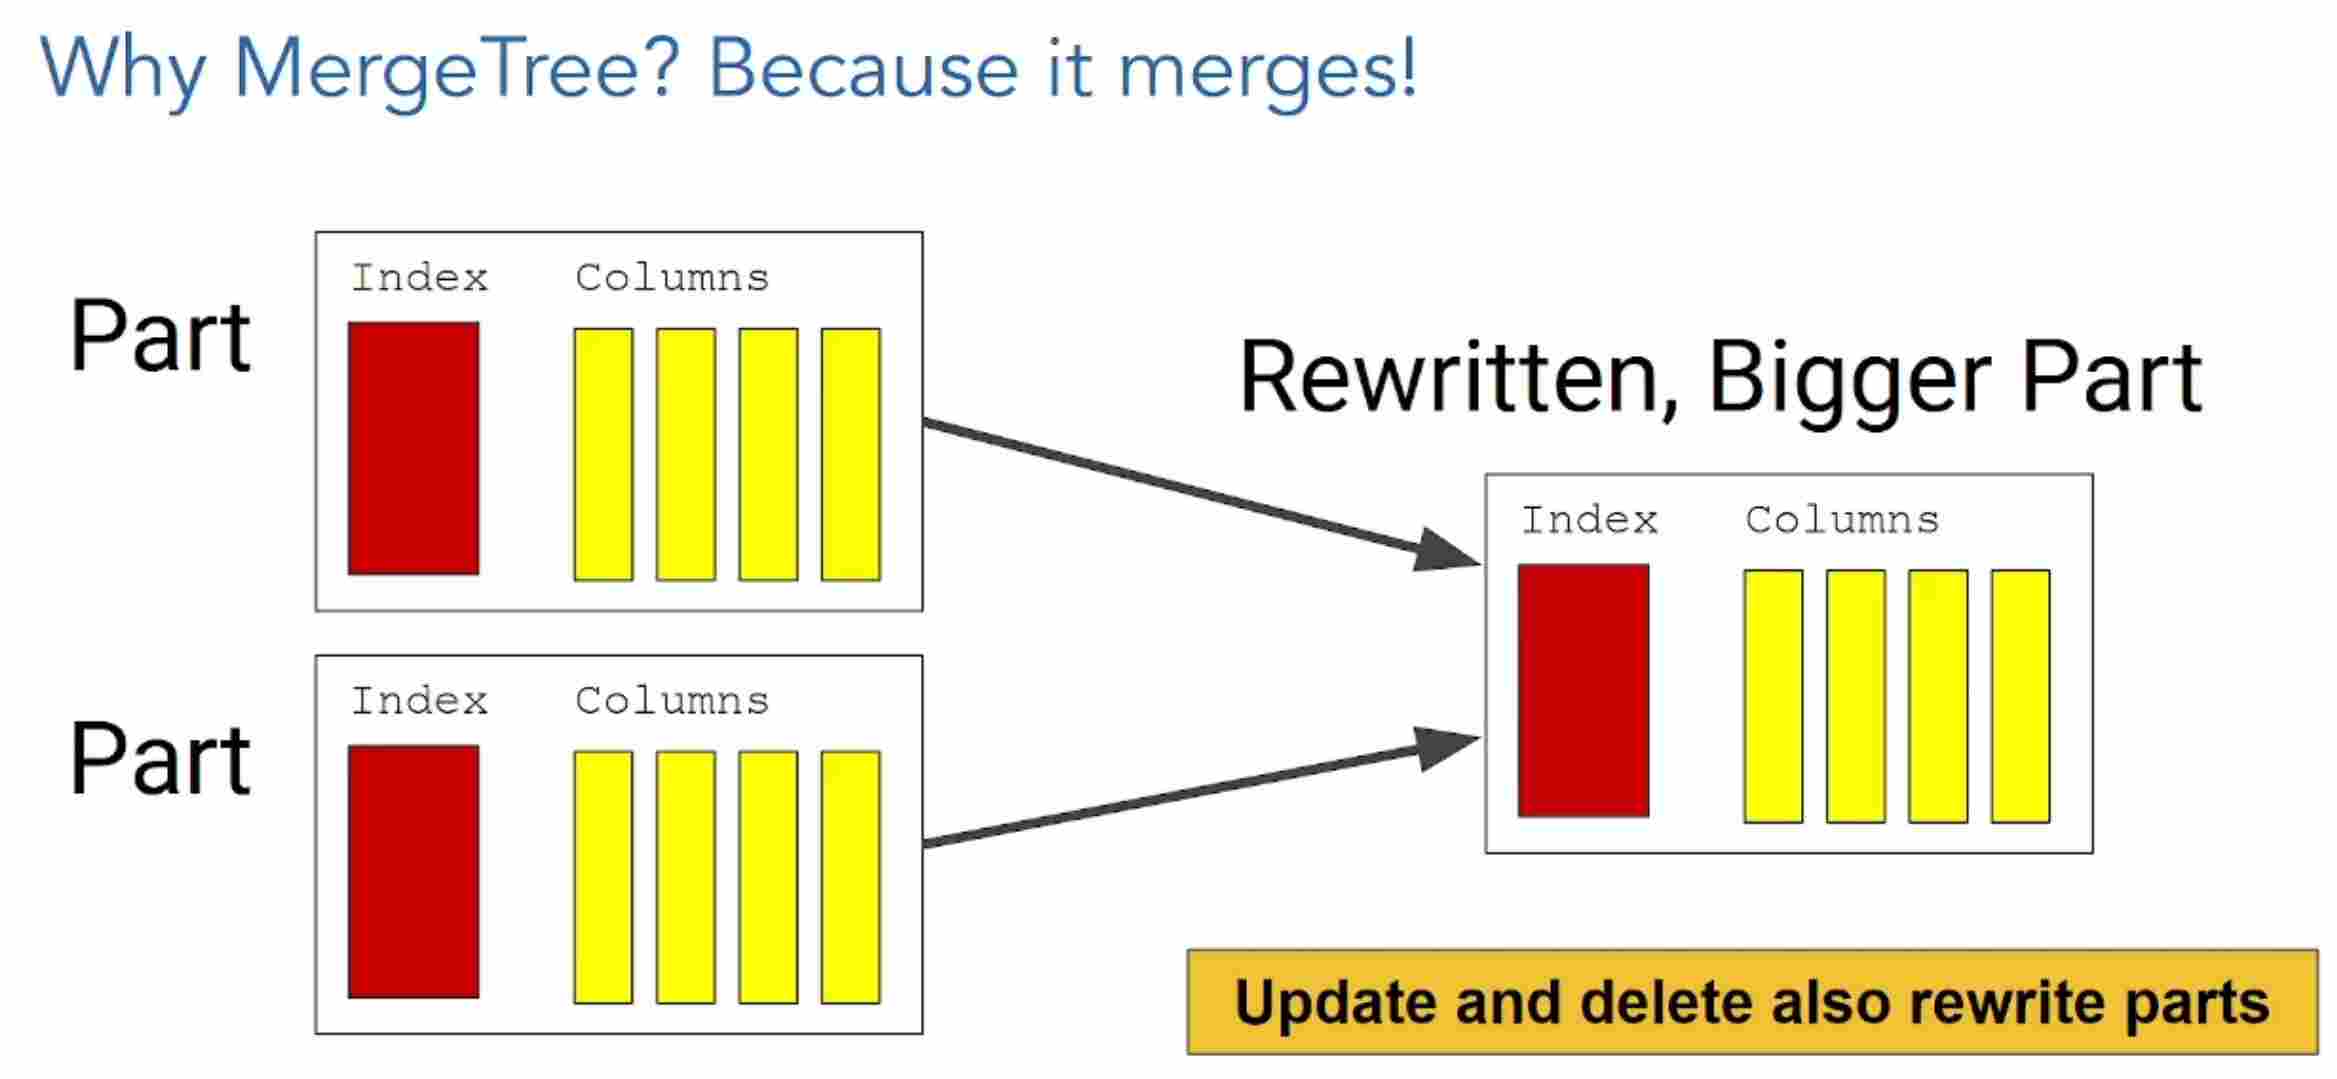 Why MergeTree? Because it merges!
Part
Index Columns
Rewritten, Bigger Part
Index Columns
Part
Index Columns
Update and delete also rewrite parts